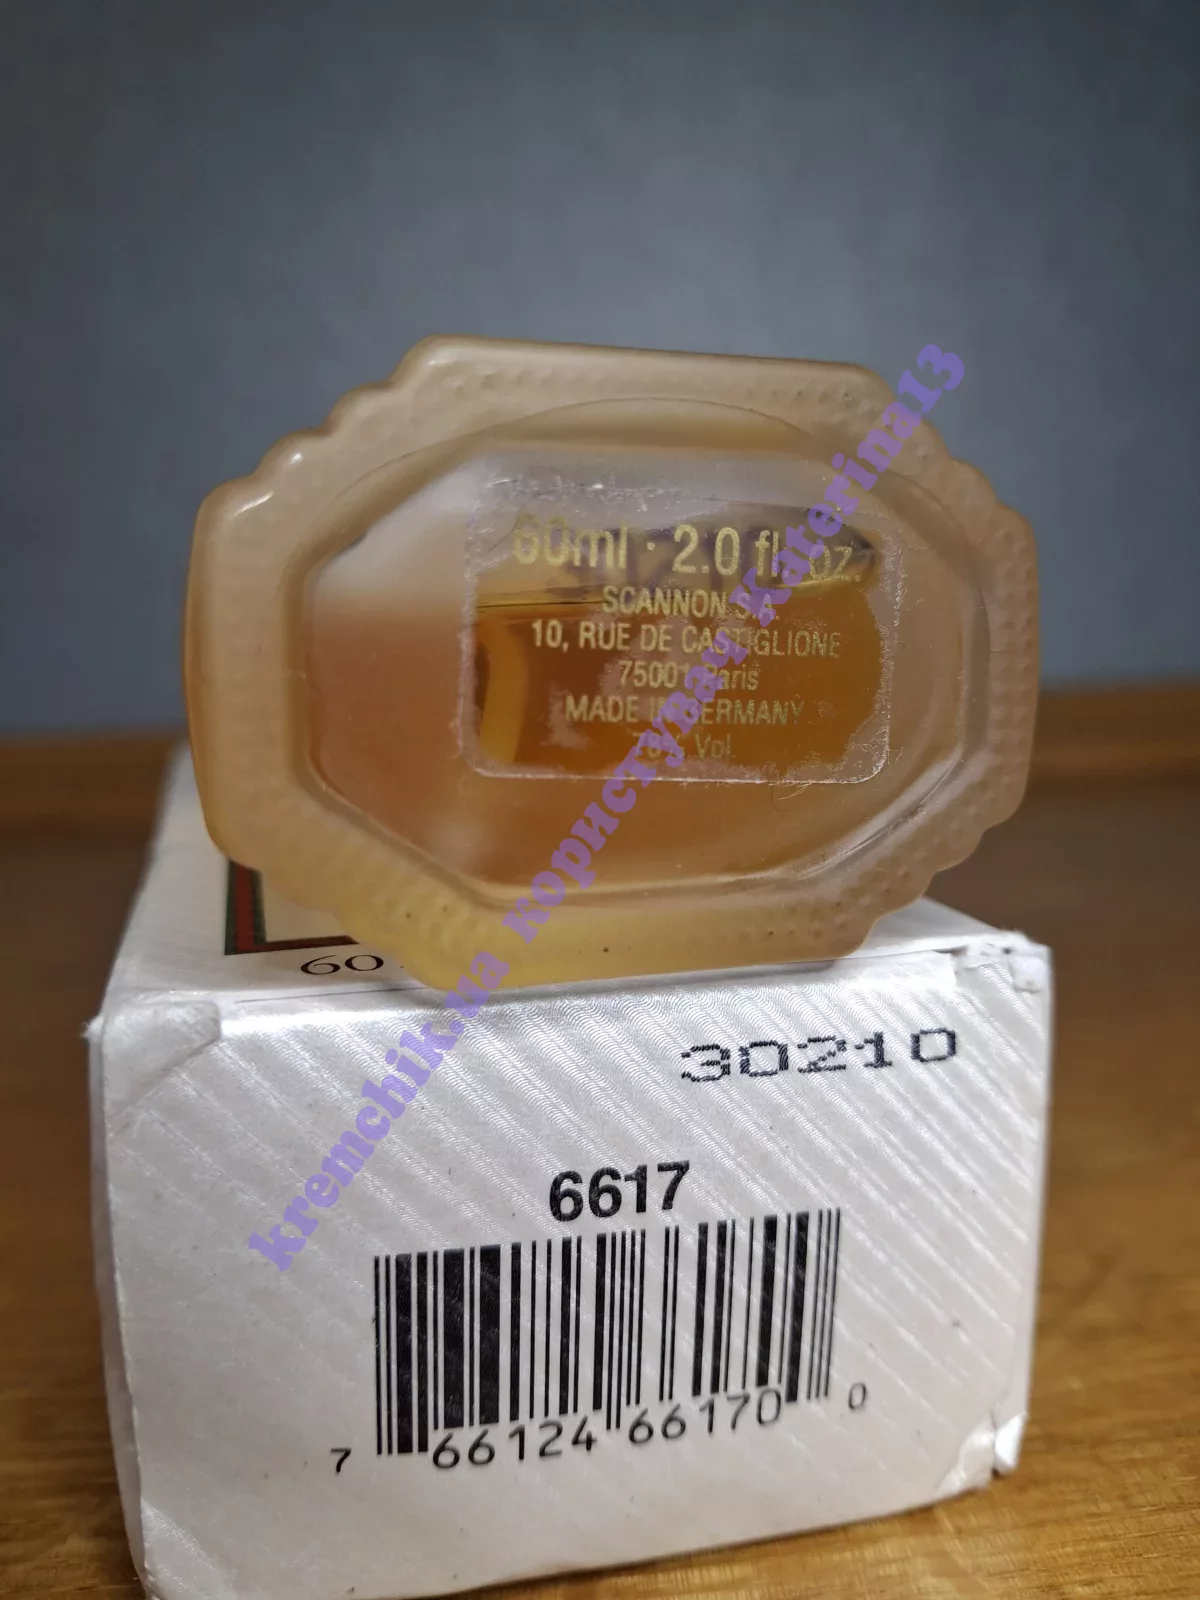 60ml · 2.0 fl. oz.
SCANNON S.A.
10, RUE DE CASTIGLIONE
75001 Paris
MADE IN GERMANY
78% Vol
60
30210
6617
7 66124 66170 0
kremchik.ua користувач Katerina13